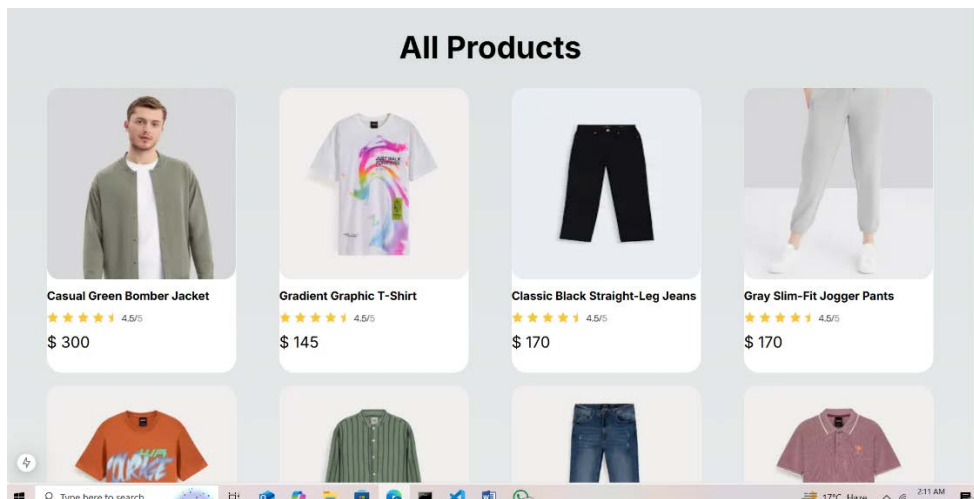 All Products
JUST WALK
Casual Green Bomber Jacket
4.5/5
$ 300
Gradient Graphic T-Shirt
4.5/5
$ 145
Classic Black Straight-Leg Jeans
4.5/5
$ 170
Gray Slim-Fit Jogger Pants
4.5/5
$ 170
Type here to search
17°C Haze
2:11 AM